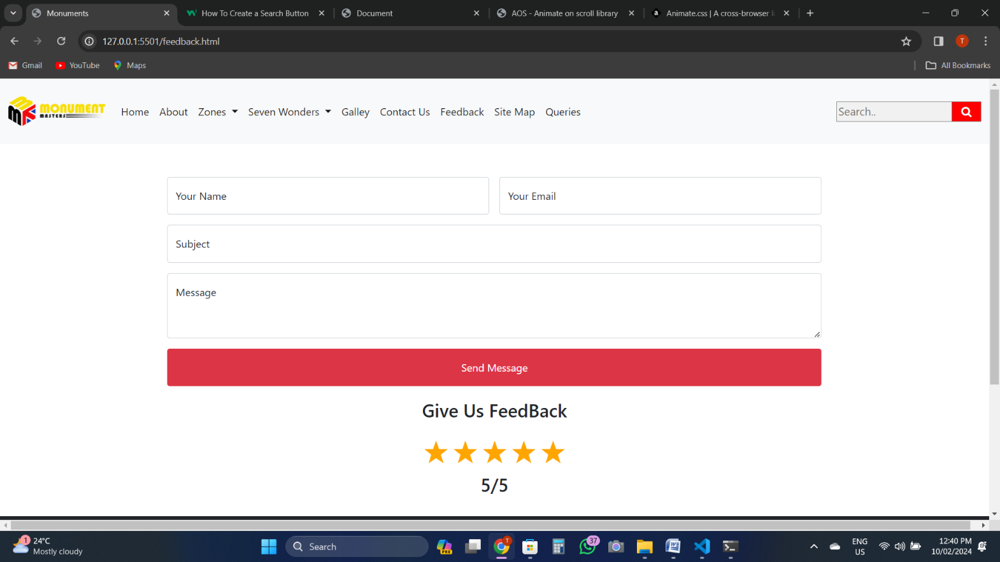 Monuments
How To Create a Search Button
Document
AOS - Animate on scroll library
Animate.css | A cross-browser
127.0.0.1:5501/feedback.html
T
Gmail
YouTube
Maps
All Bookmarks
MONUMENT
MASTERS
Home
About
Zones
Seven Wonders
Galley
Contact Us
Feedback
Site Map
Queries
Search..
Your Name
Your Email
Subject
Message
Send Message
Give Us FeedBack
5/5
1
24°C
Mostly cloudy
Search
PRE
T
37
ENG
US
12:40 PM
10/02/2024